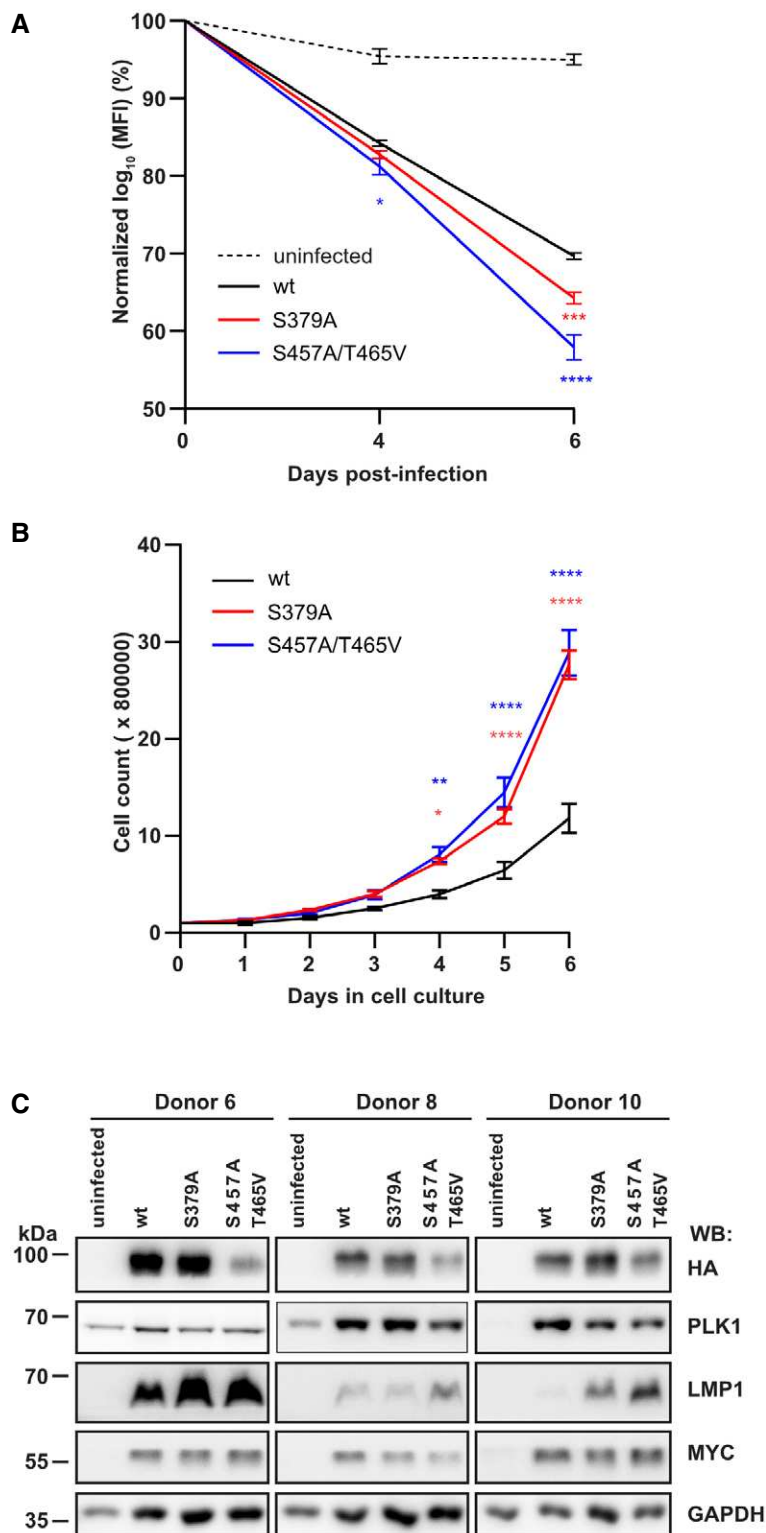 A
Normalized log₁₀ (MFI) (%)
100
90
80
70
60
50
uninfected
wt
S379A
S457A/T465V
*
***
****
0
4
6
Days post-infection
B
Cell count ( x 800000)
40
30
20
10
0
wt
S379A
S457A/T465V
**
*
****
****
****
****
0 1 2 3 4 5 6
Days in cell culture
C
Donor 6 Donor 8 Donor 10
uninfected wt S379A S457A T465V uninfected wt S379A S457A T465V uninfected wt S379A S457A T465V
kDa WB:
100 HA
70 PLK1
70 LMP1
55 MYC
35 GAPDH